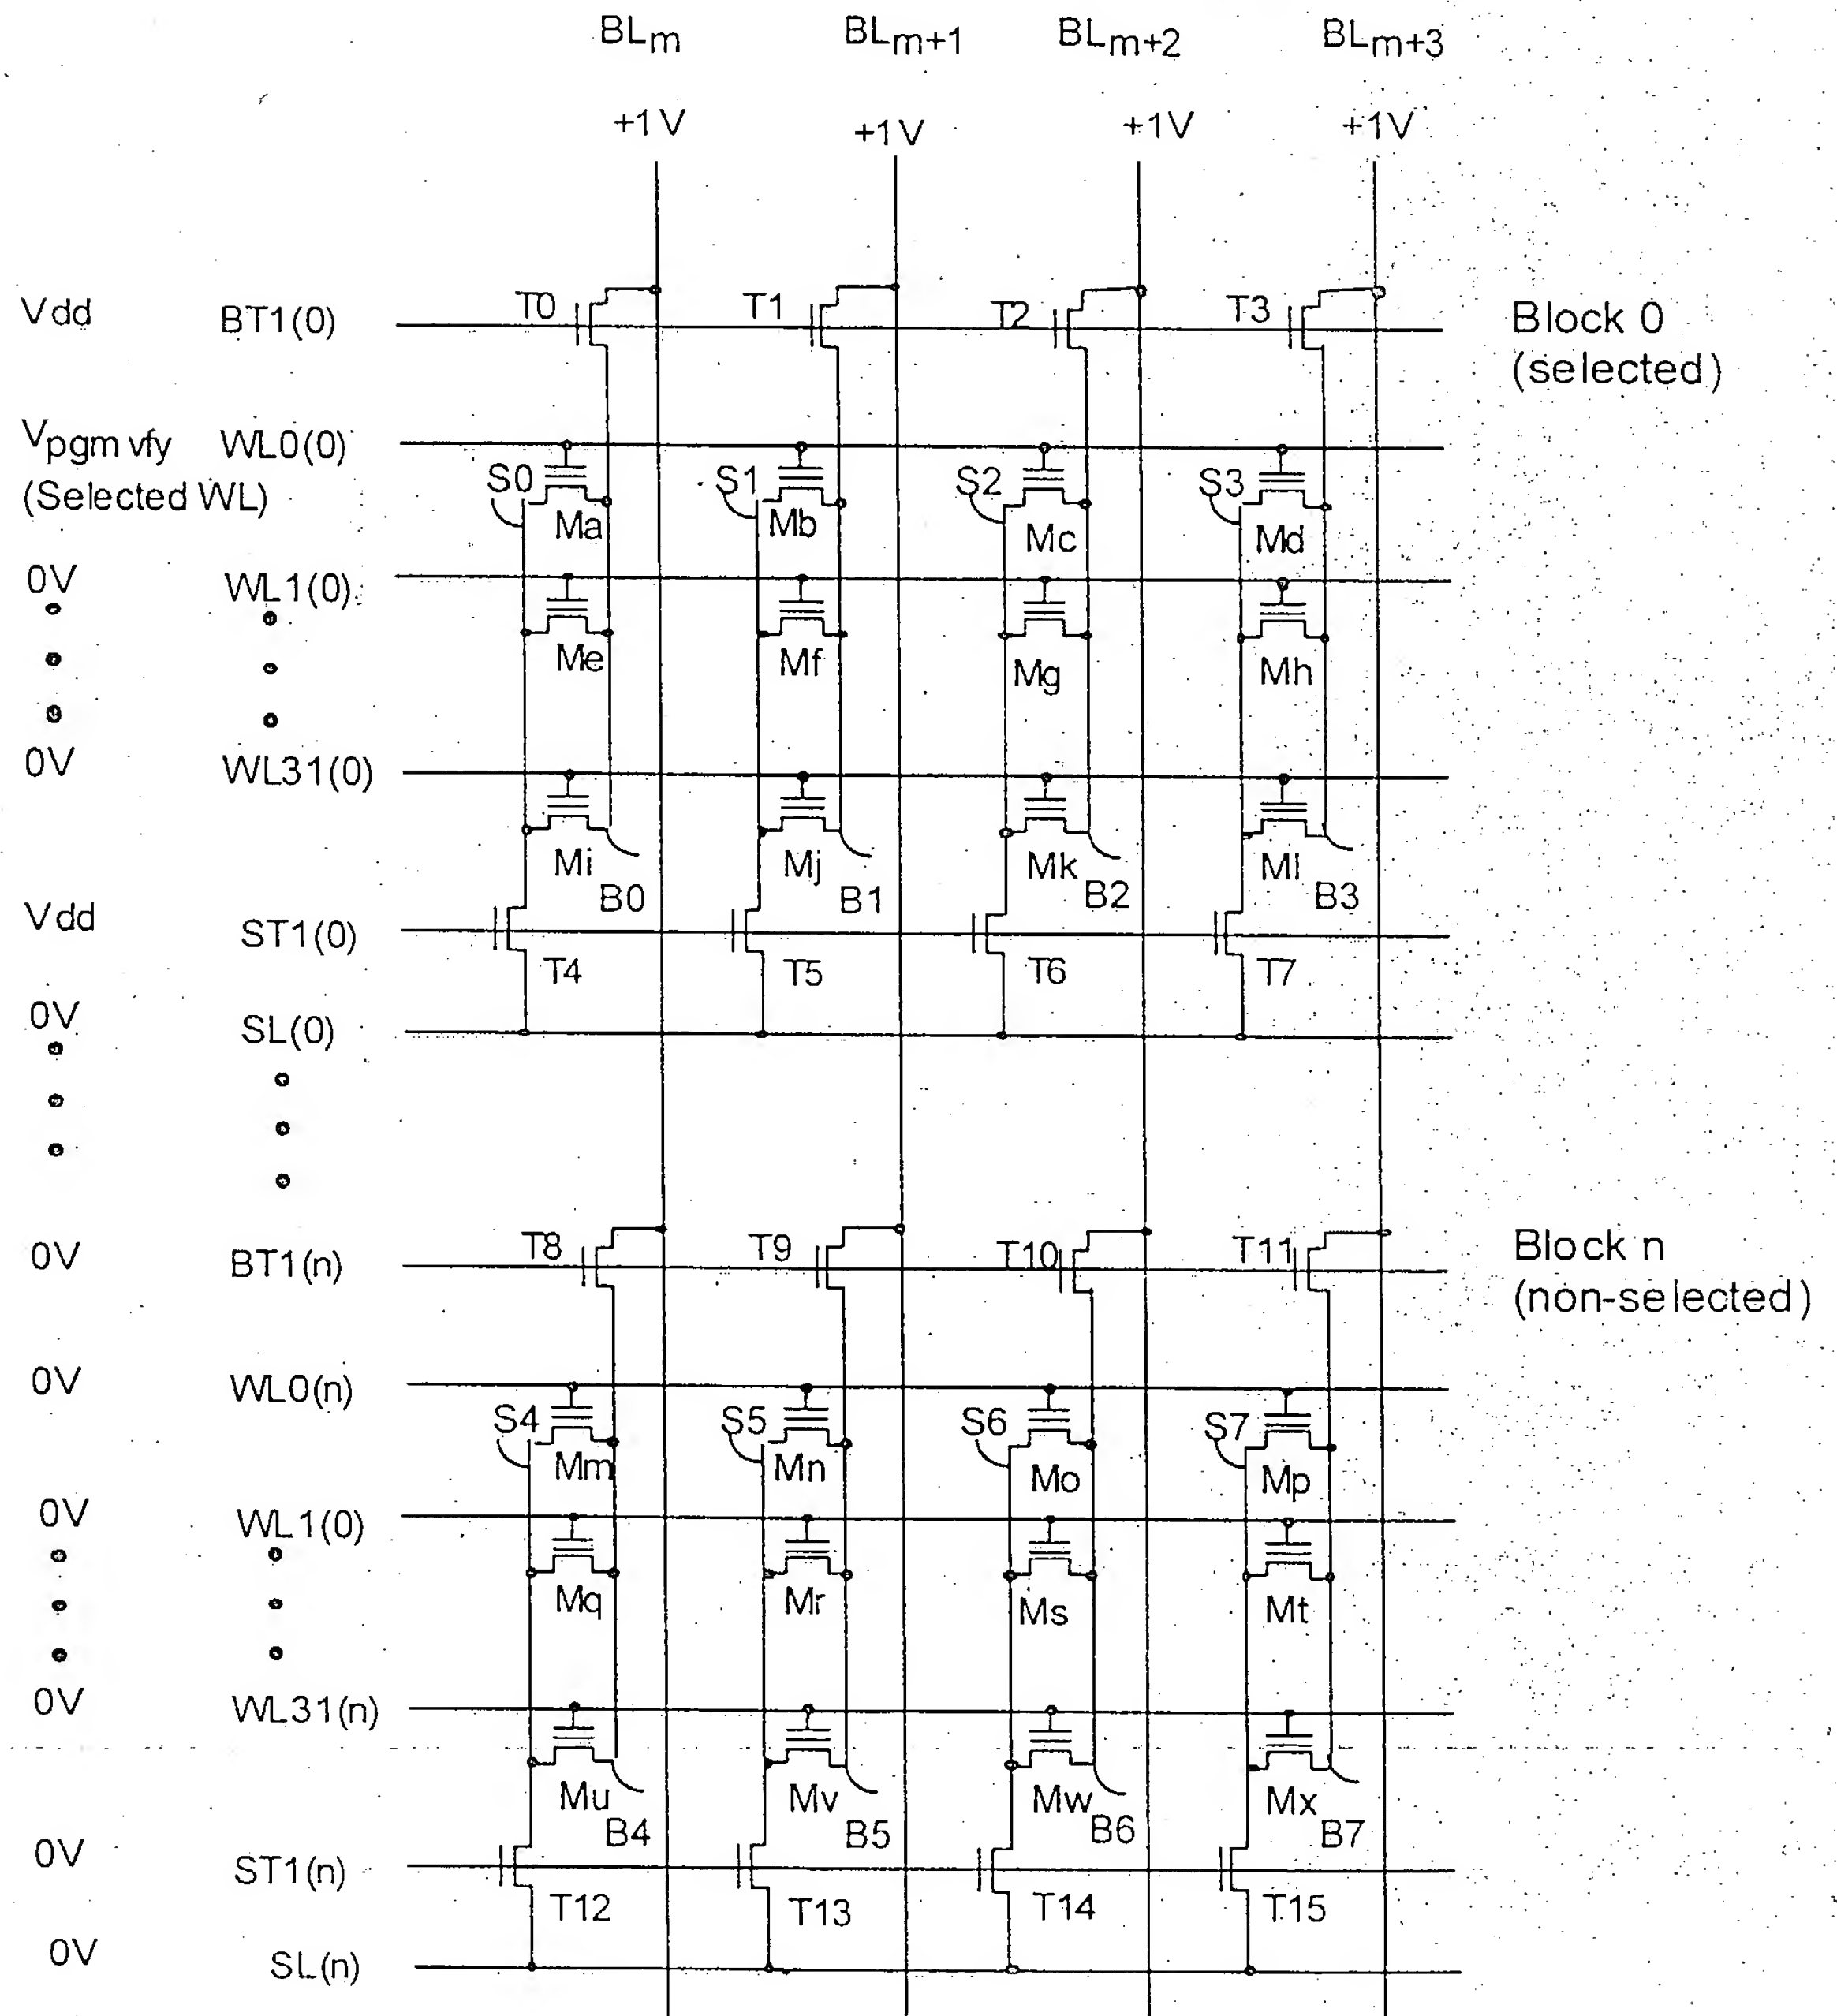 BLm BLm+1 BLm+2 BLm+3
+1V +1V +1V +1V
Vdd BT1(0) T0 T1 T2 T3 Block 0
(selected)
Vpgm vfy WL0(0)
(Selected WL) S0 S1 S2 S3
Ma Mb Mc Md
0V WL1(0)
Me Mf Mg Mh
0V WL31(0)
Mi Mj Mk Ml
B0 B1 B2 B3
Vdd ST1(0)
T4 T5 T6 T7
0V SL(0)
0V BT1(n) T8 T9 T10 T11 Block n
(non-selected)
0V WL0(n)
S4 S5 S6 S7
Mm Mn Mo Mp
0V WL1(0)
Mq Mr Ms Mt
0V WL31(n)
Mu Mv Mw Mx
B4 B5 B6 B7
0V ST1(n)
T12 T13 T14 T15
0V SL(n)